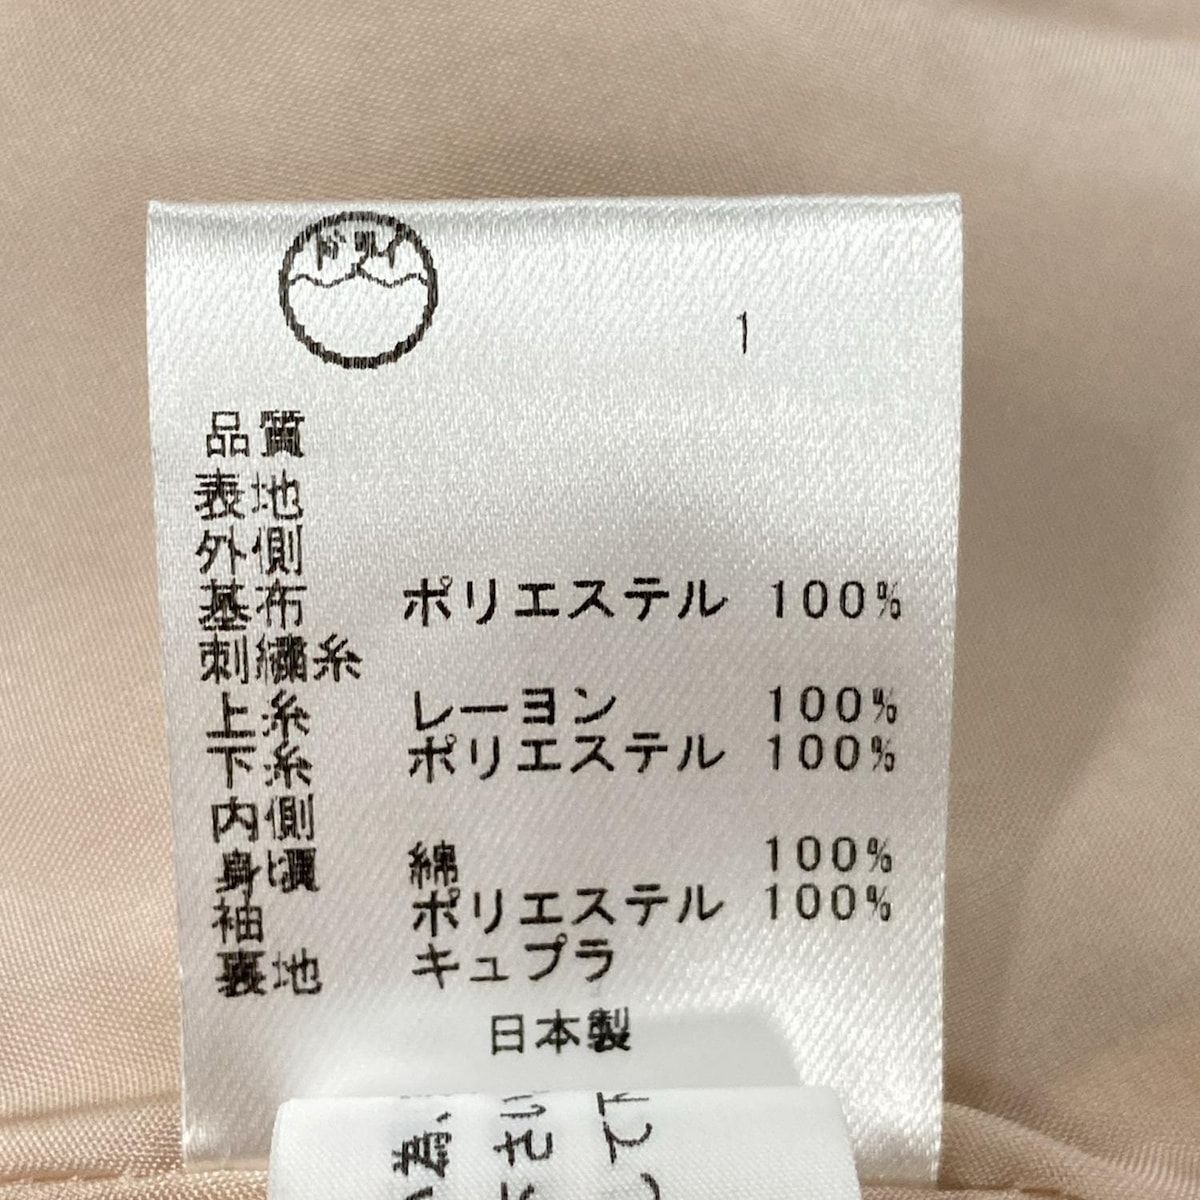 ドライ
1
品質
表地
外側
基布 ポリエステル 100%
刺繍糸
上糸 レーヨン 100%
下糸 ポリエステル 100%
内側
身頃 綿 100%
袖 ポリエステル 100%
裏地 キュプラ
日本製